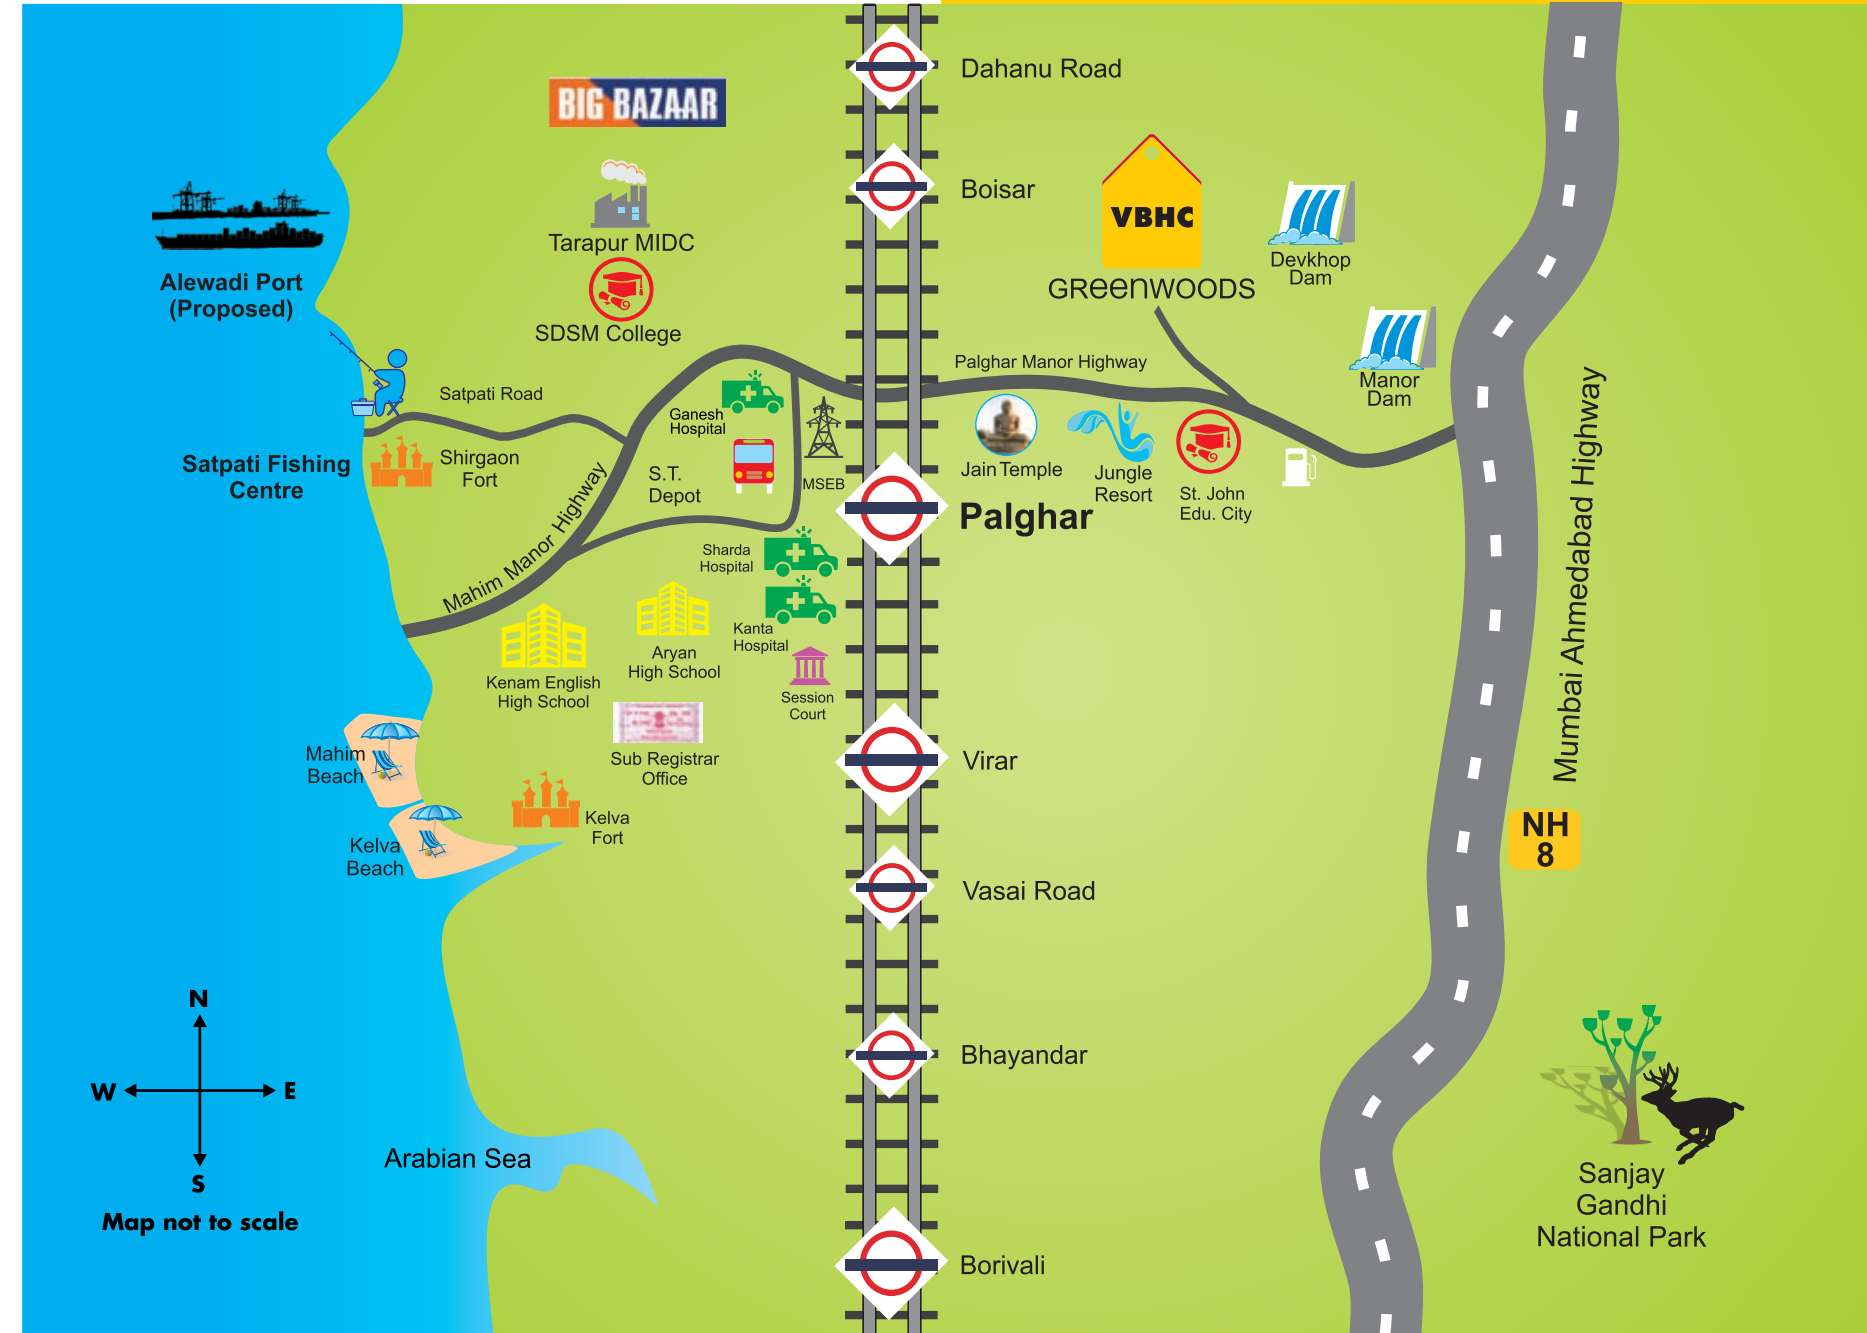 Dahanu Road
BIG BAZAAR
Boisar
VBHC
GReenwooDS
Tarapur MIDC
Devkhop
Dam
Alewadi Port
(Proposed)
SDSM College
Palghar Manor Highway
Manor
Dam
Satpati Road
Ganesh
Hospital
Mumbai Ahmedabad Highway
Satpati Fishing
Centre
Shirgaon
Fort
S.T.
Depot
MSEB
Jain Temple
Jungle
Resort
St. John
Edu. City
Palghar
Mahim Manor Highway
Sharda
Hospital
Kanta
Hospital
Aryan
High School
Kenam English
High School
Session
Court
Mahim
Beach
Sub Registrar
Office
Virar
Kelva
Fort
Kelva
Beach
NH
8
Vasai Road
N
W
E
S
Map not to scale
Bhayandar
Arabian Sea
Sanjay
Gandhi
National Park
Borivali